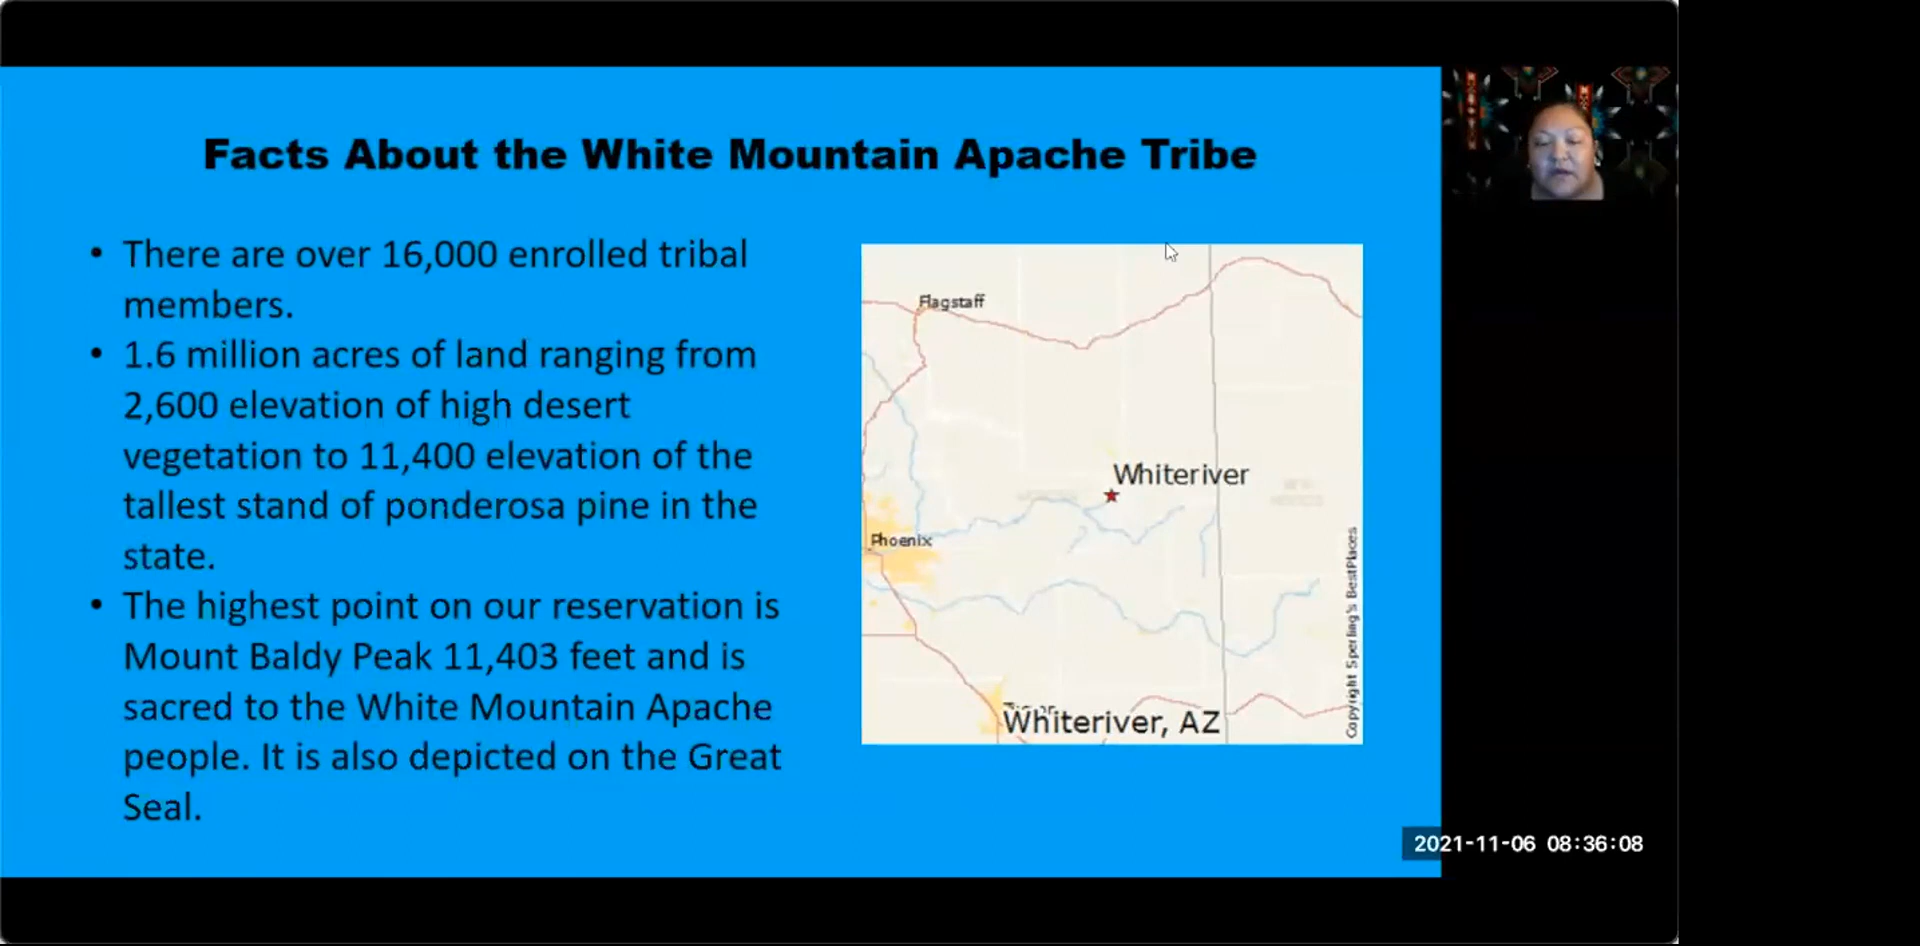 Facts About the White Mountain Apache Tribe
• There are over 16,000 enrolled tribal
members.
• 1.6 million acres of land ranging from
2,600 elevation of high desert
vegetation to 11,400 elevation of the
tallest stand of ponderosa pine in the
state.
• The highest point on our reservation is
Mount Baldy Peak 11,403 feet and is
sacred to the White Mountain Apache
people. It is also depicted on the Great
Seal.
Flagstaff
Whiteriver
Phoenix
Whiteriver, AZ
Copyright Sperling's BestPlaces
2021-11-06 08:36:08